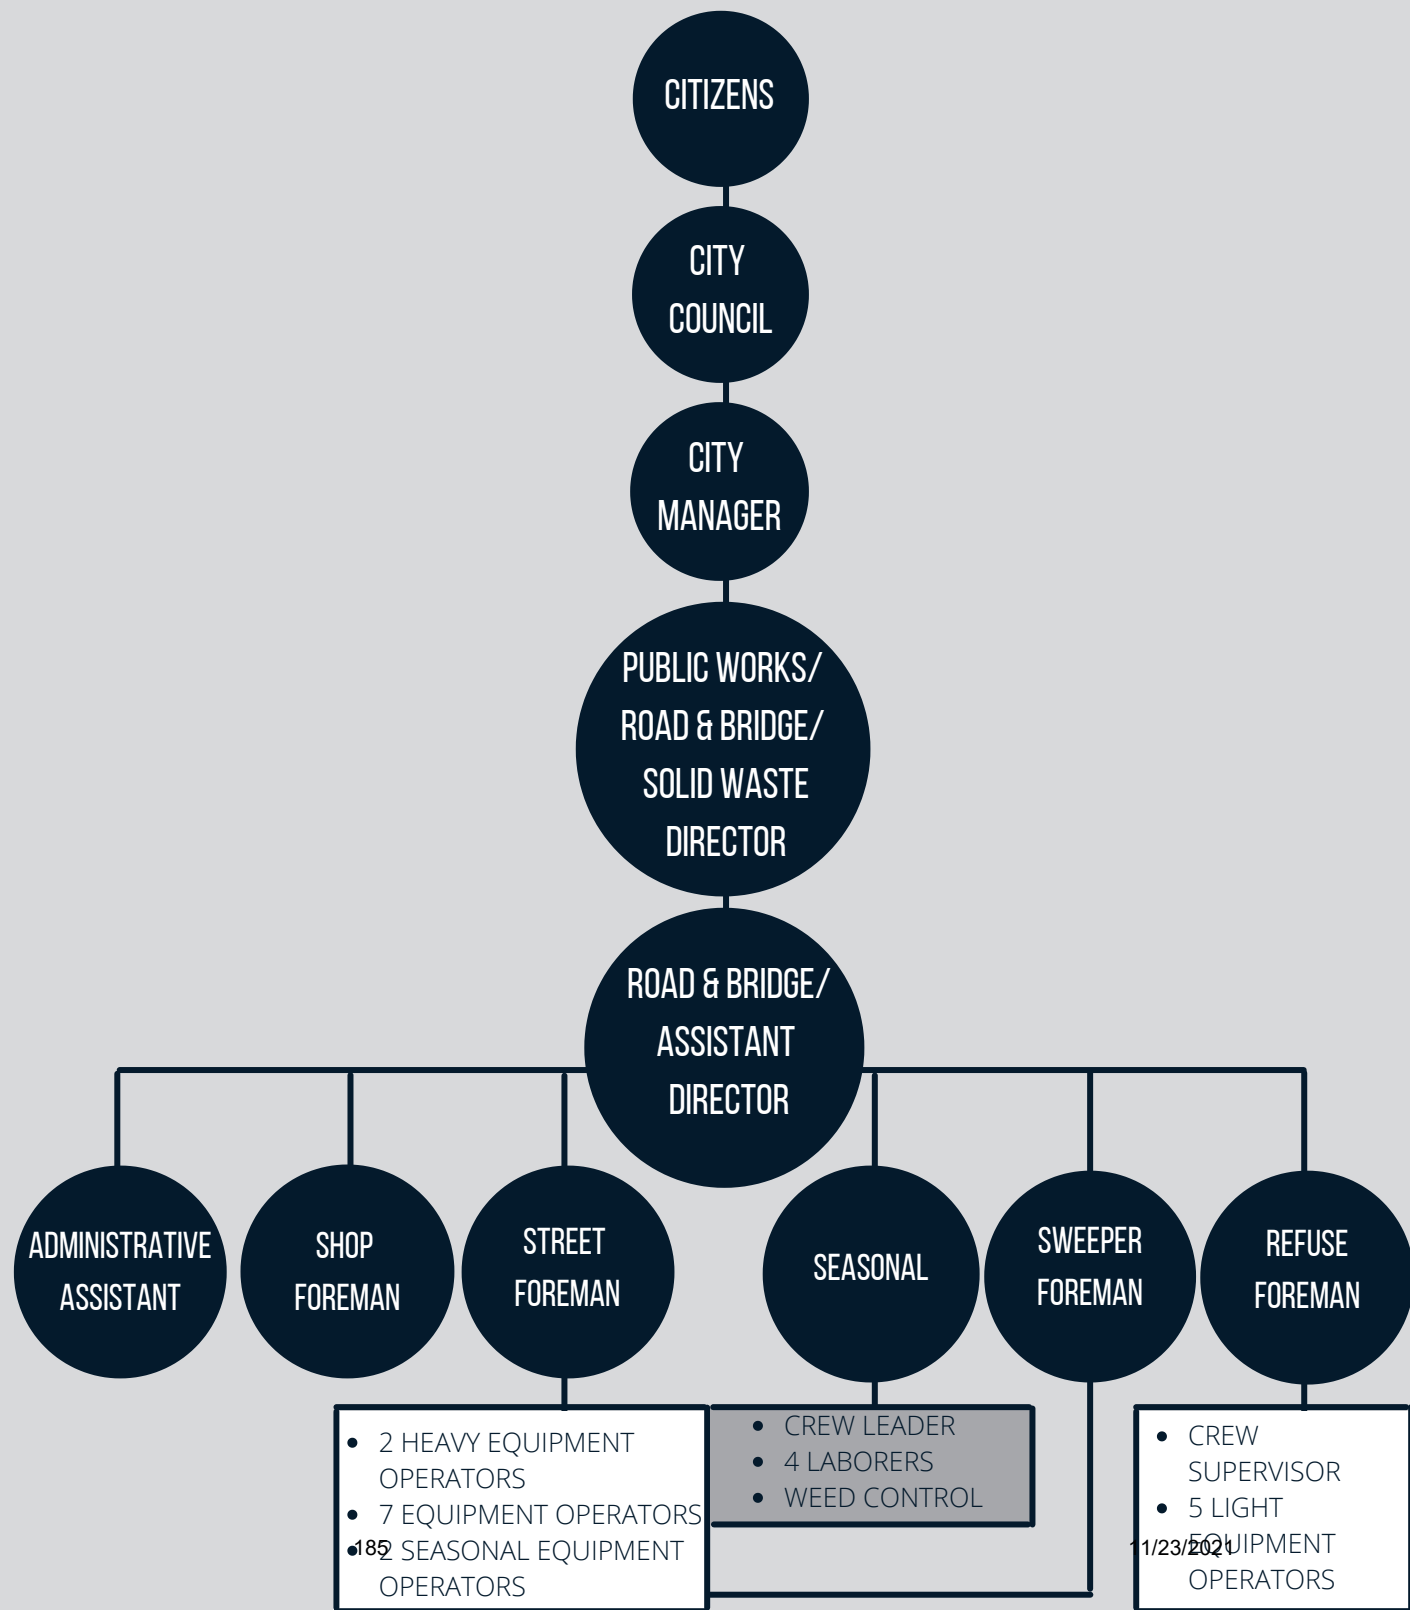 CITIZENS
CITY
COUNCIL
CITY
MANAGER
PUBLIC WORKS/
ROAD & BRIDGE/
SOLID WASTE
DIRECTOR
ROAD & BRIDGE/
ASSISTANT
DIRECTOR
ADMINISTRATIVE
ASSISTANT
SHOP
FOREMAN
STREET
FOREMAN
SEASONAL
SWEEPER
FOREMAN
REFUSE
FOREMAN
• 2 HEAVY EQUIPMENT
OPERATORS
• 7 EQUIPMENT OPERATORS
• 2 SEASONAL EQUIPMENT
OPERATORS
• CREW LEADER
• 4 LABORERS
• WEED CONTROL
• CREW
SUPERVISOR
• 5 LIGHT
EQUIPMENT
OPERATORS
185
11/23/2021